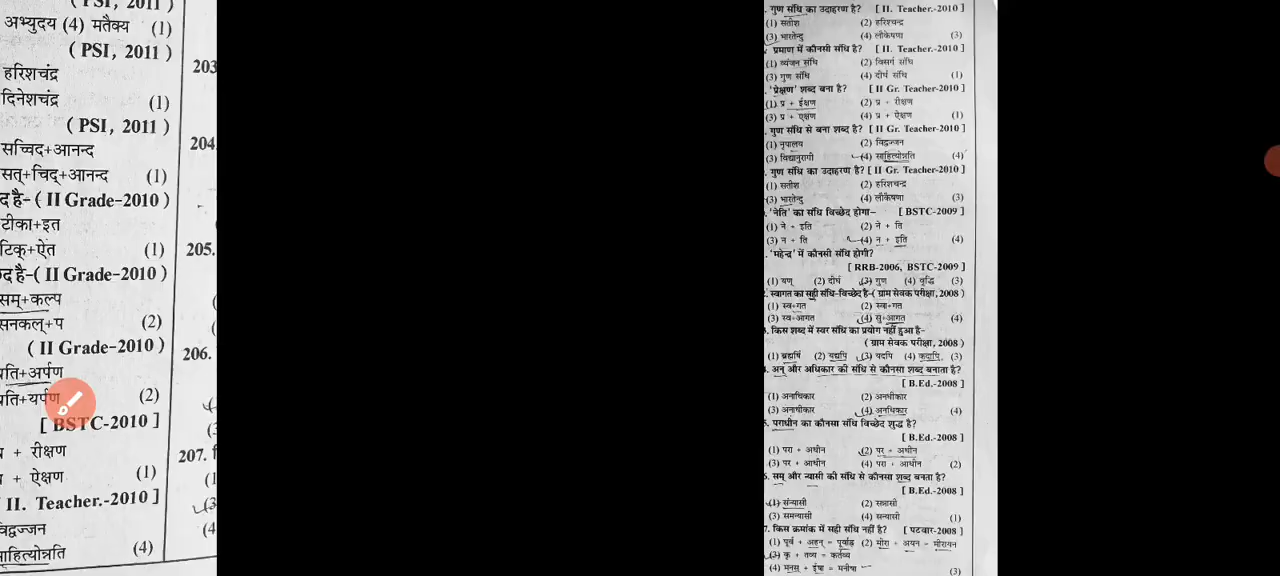 (PSI, 2011)
अभ्युदय (4) मतैक्य (1)
( PSI, 2011 )
हरिशचंद्र
दिनेशचंद्र (1)
( PSI, 2011 )
सच्चिद+आनन्द
सत्+चिद्+आनन्द (1)
है-( II Grade-2010 )
टीका+इत
टिक्+ऐत (1)
है-( II Grade-2010 )
सम्+कल्प
सनकल्+प (2)
( II Grade-2010 )
प्रति+अर्पण
प्रति+यर्पण (2)
[ BSTC-2010 ]
+ रीक्षण
+ ऐक्षण (1)
II. Teacher.-2010 ]
विद्वज्जन
साहित्योन्नति (4)
203
204
205.
206.
207.
(1
(3
(4
गुण संधि का उदाहरण है? [ II. Teacher.-2010 ]
(1) सतीश (2) हरिश्चन्द्र
(3) भारतेन्दु (4) लौकेषणा (3)
प्रमाण में कौनसी संधि है? [ II. Teacher.-2010 ]
(1) व्यंजन संधि (2) विसर्ग संधि
(3) गुण संधि (4) दीर्घ संधि (1)
'प्रेक्षण' शब्द बना है? [ II Gr. Teacher-2010 ]
(1) प्र + ईक्षण (2) प्र + रीक्षण
(3) प्र + एक्षण (4) प्र + ऐक्षण (1)
गुण संधि से बना शब्द है? [ II Gr. Teacher-2010 ]
(1) नृपालय (2) विद्वज्जन
(3) विद्यानुरागी (4) साहित्योन्नति (4)
गुण संधि का उदाहरण है? [ II Gr. Teacher-2010 ]
(1) सतीश (2) हरिशचन्द्र
(3) भारतेन्दु (4) लौकेषणा (3)
'नेति' का संधि विच्छेद होगा– [ BSTC-2009 ]
(1) ने + इति (2) ने + ति
(3) न + ति (4) न + इति (4)
'महेन्द्र' में कौनसी संधि होगी?
[ RRB-2006, BSTC-2009 ]
(1) यण् (2) दीर्घ (3) गुण (4) वृद्धि (3)
स्वागत का सही संधि-विच्छेद है-( ग्राम सेवक परीक्षा, 2008 )
(1) स्व+गत (2) स्वा+गत
(3) स्व+आगत (4) सु+आगत (4)
किस शब्द में स्वर संधि का प्रयोग नहीं हुआ है-
( ग्राम सेवक परीक्षा, 2008 )
(1) ब्रह्मर्षि (2) यद्यपि (3) यदपि (4) कदापि (3)
अन् और अधिकार की संधि से कौनसा शब्द बनाता है?
[ B.Ed.-2008 ]
(1) अनाधिकार (2) अनधीकार
(3) अनाधीकार (4) अनधिकार (4)
पराधीन का कौनसा संधि विच्छेद शुद्ध है?
[ B.Ed.-2008 ]
(1) परा + अधीन (2) पर + अधीन
(3) पर + आधीन (4) परा + आधीन (2)
सम् और न्यासी की संधि से कौनसा शब्द बनता है?
[ B.Ed.-2008 ]
(1) संन्यासी (2) सन्नासी
(3) समन्यासी (4) सन्यासी (1)
7. किस क्रमांक में सही संधि नहीं है? [ पटवार-2008 ]
(1) पूर्व + अहन् = पूर्वाह्न (2) मीरा + अयन = मीरायन
(3) कृ + तव्य = कर्तव्य
(4) मनस् + ईषा = मनीषा (3)